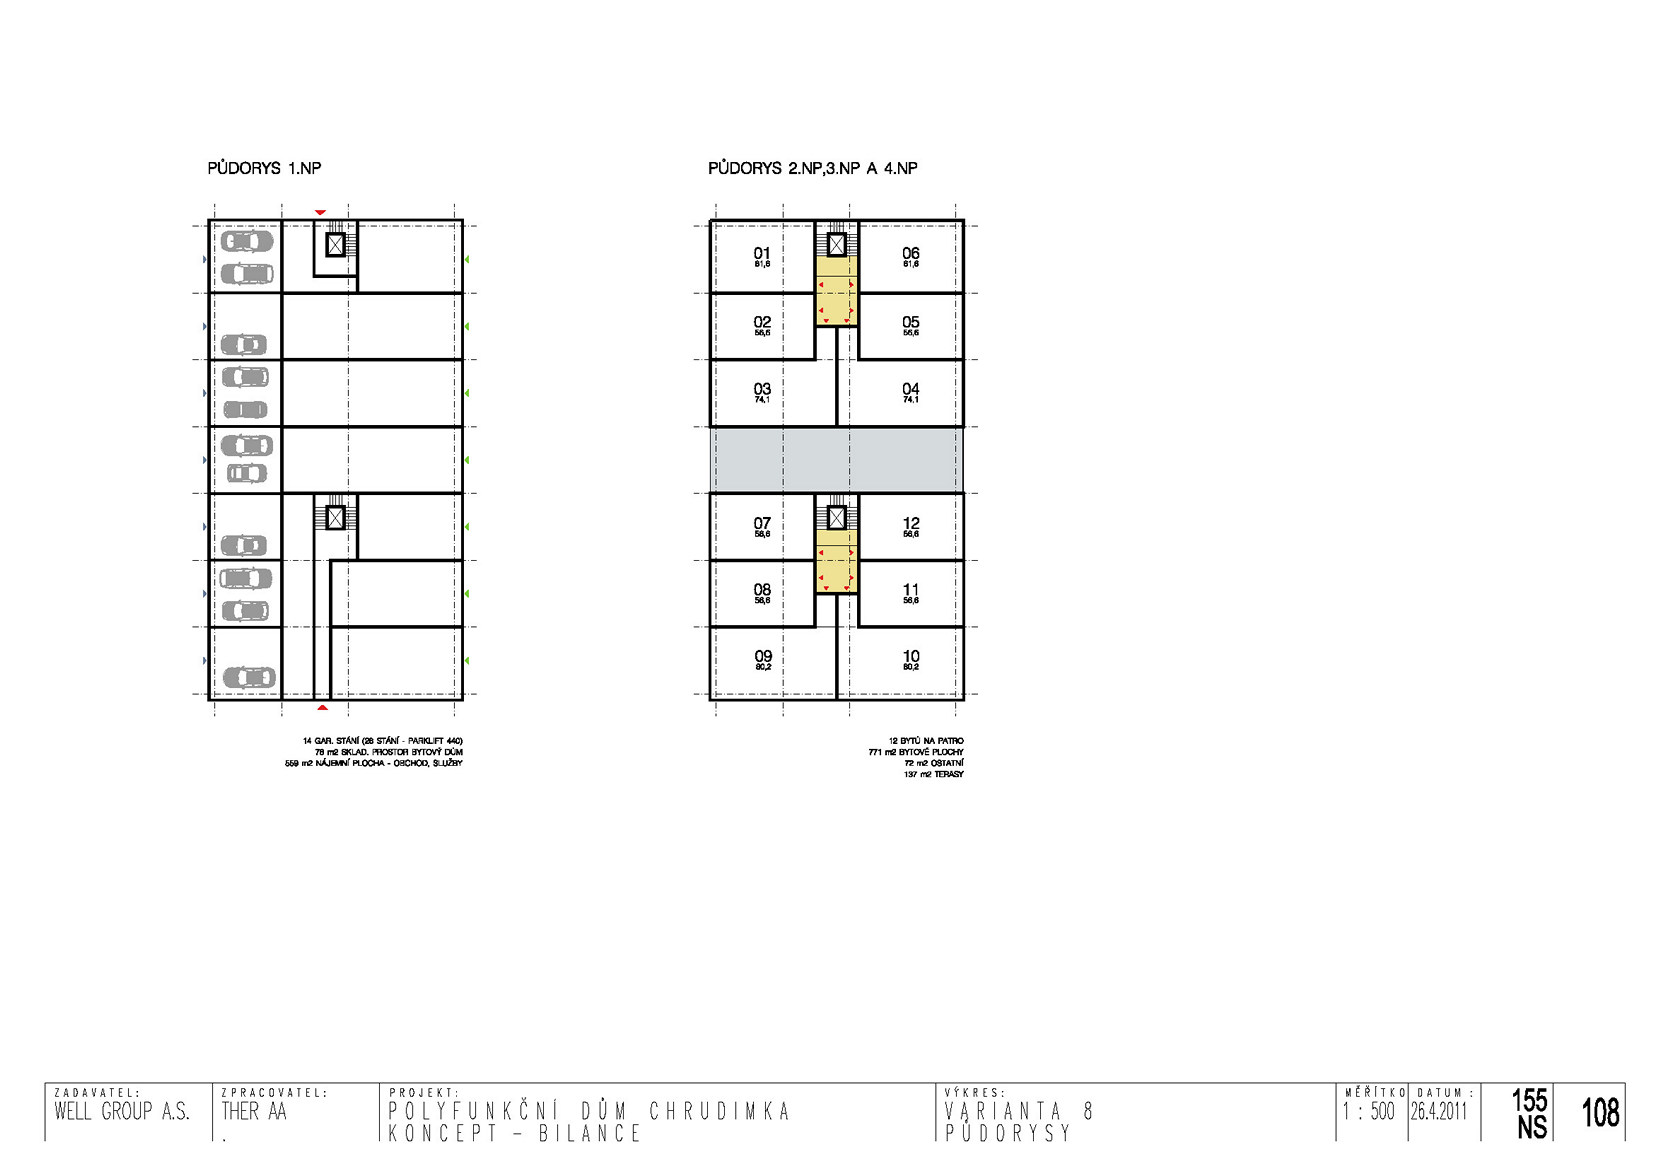 PŮDORYS 1.NP
PŮDORYS 2.NP,3.NP A 4.NP
01
61,6
06
61,6
02
56,6
05
56,6
03
74,1
04
74,1
07
56,6
12
56,6
08
56,6
11
56,6
09
80,2
10
80,2
14 GAR. STÁNÍ (28 STÁNÍ - PARKLIFT 440)
78 m2 SKLAD. PROSTOR BYTOVÝ DŮM
559 m2 NÁJEMNÍ PLOCHA - OBCHOD, SLUŽBY
12 BYTŮ NA PATRO
771 m2 BYTOVÉ PLOCHY
72 m2 OSTATNÍ
137 m2 TERASY
ZADAVATEL:
WELL GROUP A.S.
ZPRACOVATEL:
THER AA
.
PROJEKT:
POLYFUNKČNÍ DŮM CHRUDIMKA
KONCEPT - BILANCE
VÝKRES:
VARIANTA 8
PŮDORYSY
MĚŘÍTKO
1 : 500
DATUM :
26.4.2011
155
NS
108